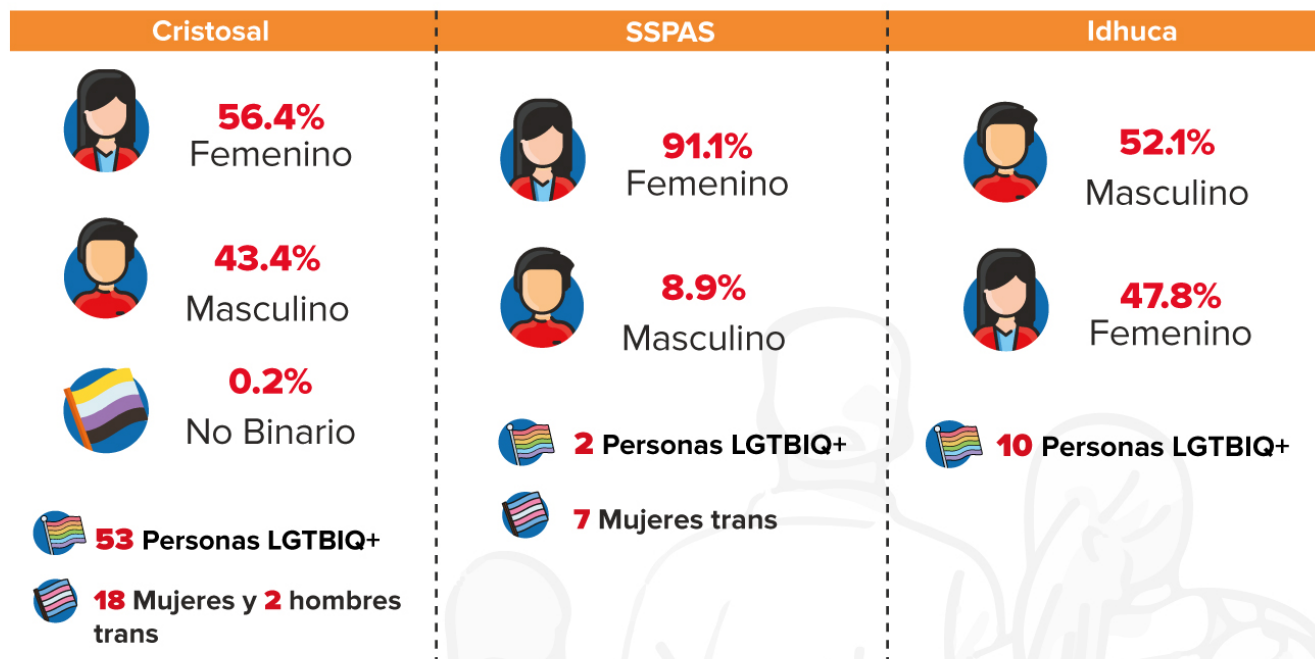 Cristosal
56.4%
Femenino
43.4%
Masculino
0.2%
No Binario
53 Personas LGTBIQ+
18 Mujeres y 2 hombres
trans
SSPAS
91.1%
Femenino
8.9%
Masculino
2 Personas LGTBIQ+
7 Mujeres trans
Idhuca
52.1%
Masculino
47.8%
Femenino
10 Personas LGTBIQ+